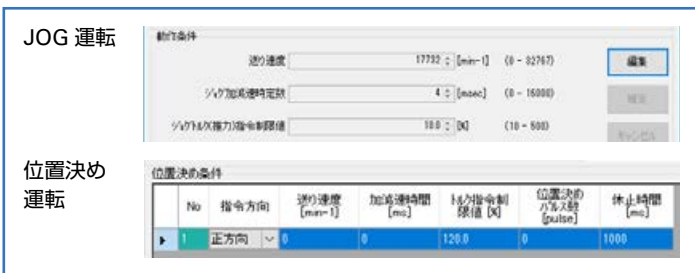 JOG 運転
動作条件
送り速度 17732 [min-1] (0 - 32767) 編集
ジョグ加減速時定数 4 [msec] (0 - 16000) 確定
ジョグトルク(推力)指令制限値 10.0 [%] (10 - 500) キャンセル
位置決め
運転
位置決め条件
No 指令方向 送り速度 [min-1] 加減速時間 [ms] トルク指令制限値 [%] 位置決めパルス数 [pulse] 休止時間 [ms]
1 正方向 0 0 120.0 0 1000